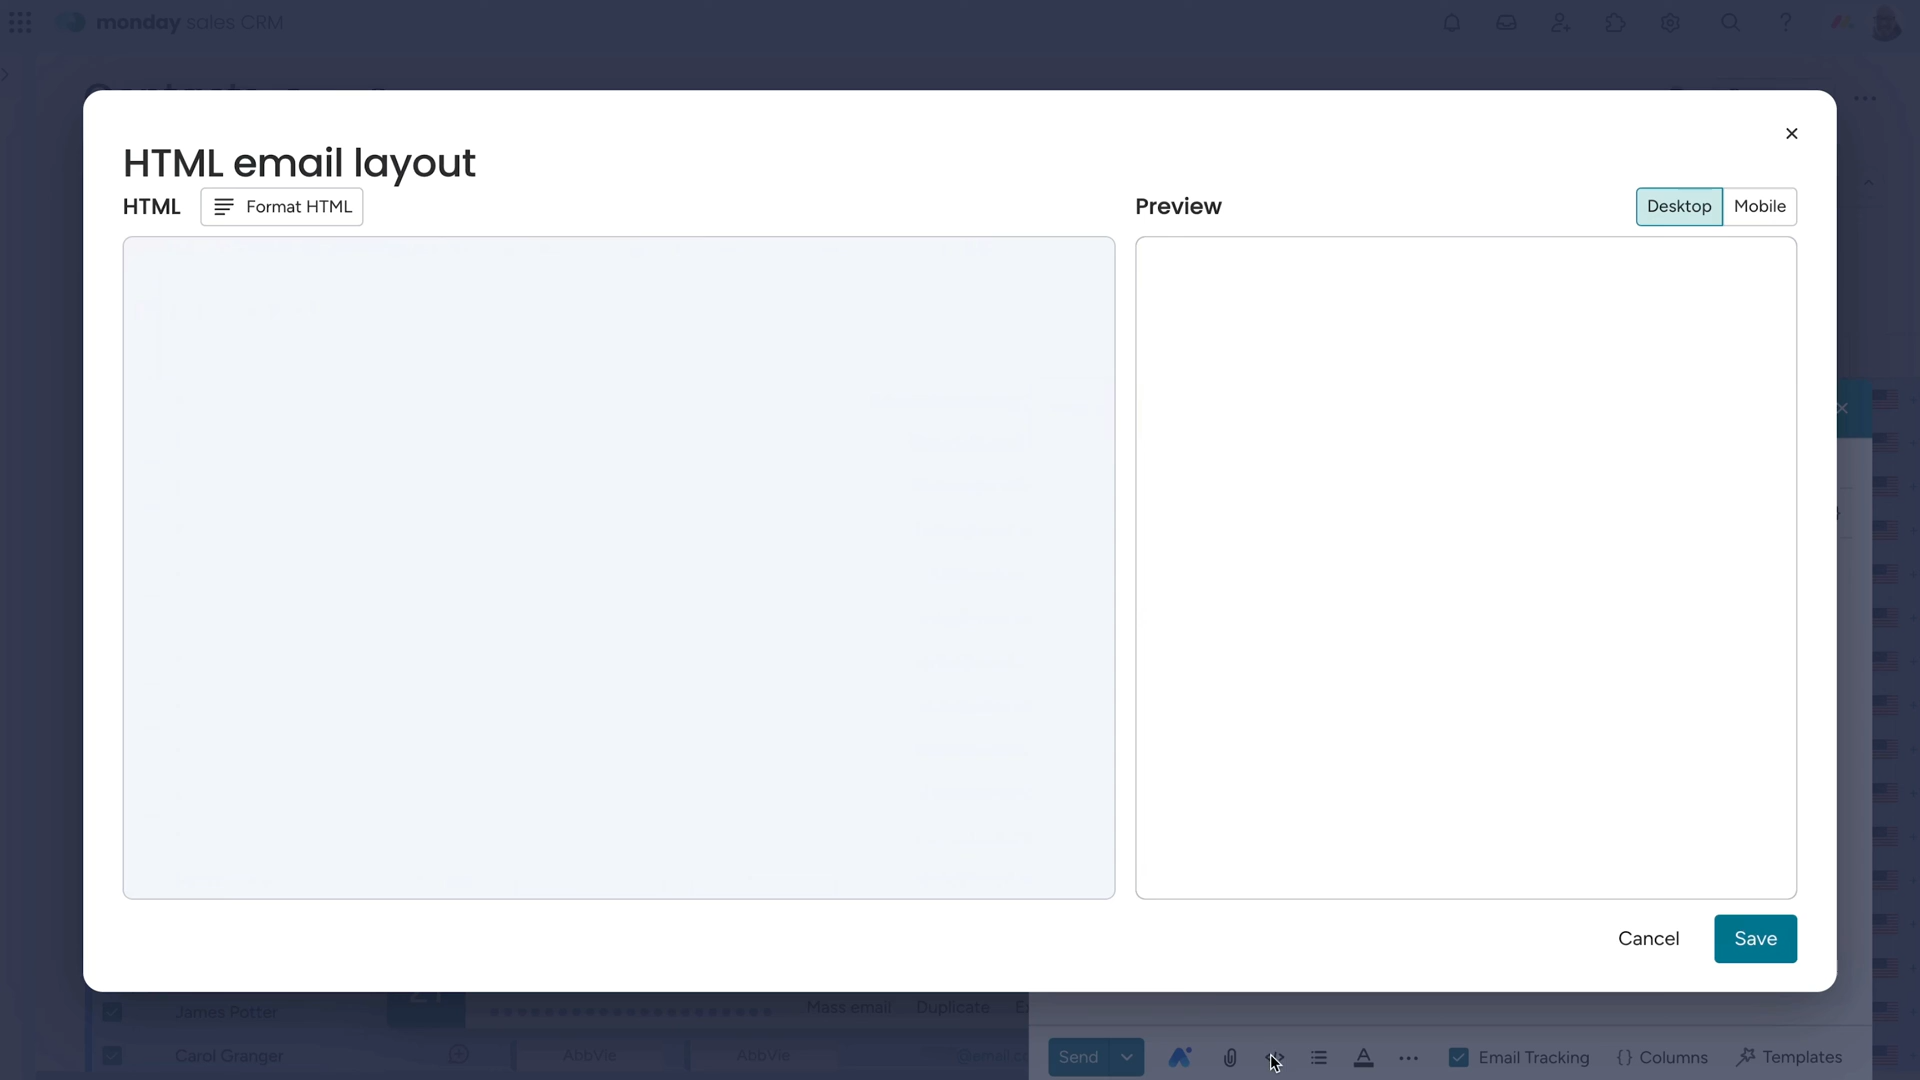 monday sales CRM
HTML email layout
HTML
Format HTML
Preview
Desktop
Mobile
Cancel
Save
James Potter
Mass email
Duplicate
Carol Granger
AbbVie
AbbVie
Send
Email Tracking
{} Columns
Templates